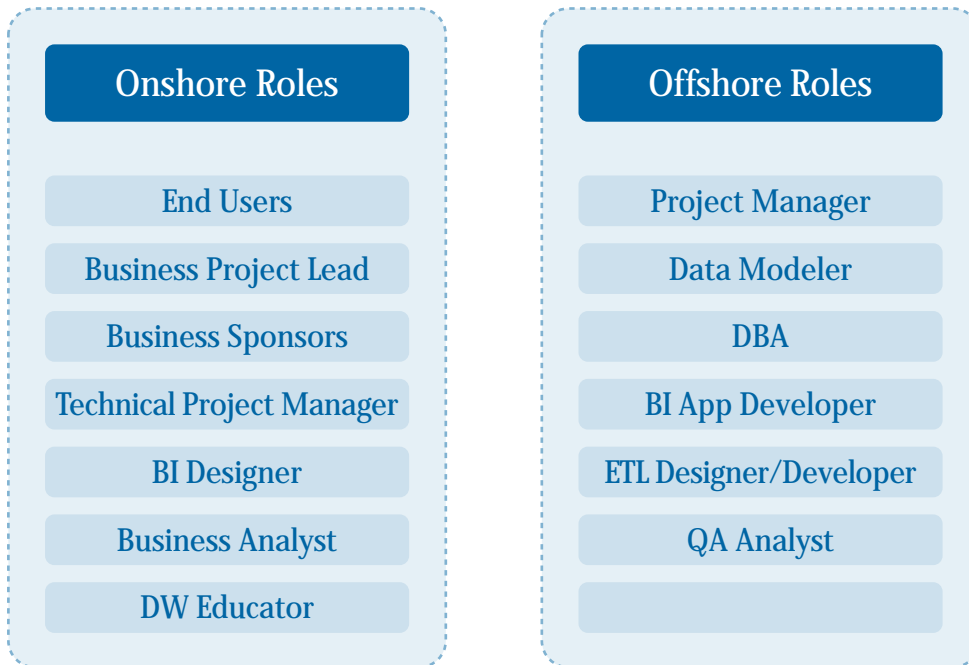 Onshore Roles
End Users
Business Project Lead
Business Sponsors
Technical Project Manager
BI Designer
Business Analyst
DW Educator
Offshore Roles
Project Manager
Data Modeler
DBA
BI App Developer
ETL Designer/Developer
QA Analyst